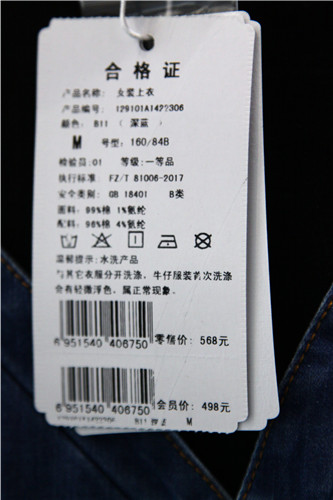 合格证
产品名称: 女装上衣
产品编号: 129101A1422306
颜色: B11 ( 深蓝 )
M 号型: 160/84B
检验员:01 等级:一等品
执行标准: FZ/T 81006-2017
安全类别: GB 18401 B类
面料: 99%棉 1%氨纶
配料: 96%棉 4%氨纶
温馨提示:水洗产品
与其它衣服分开洗涤,牛仔服装首次洗涤
会有轻微浮色,属正常现象。
零售价: 568元
6 951540 406750
会员价: 498元
6 951540 406750
B11 深蓝 M